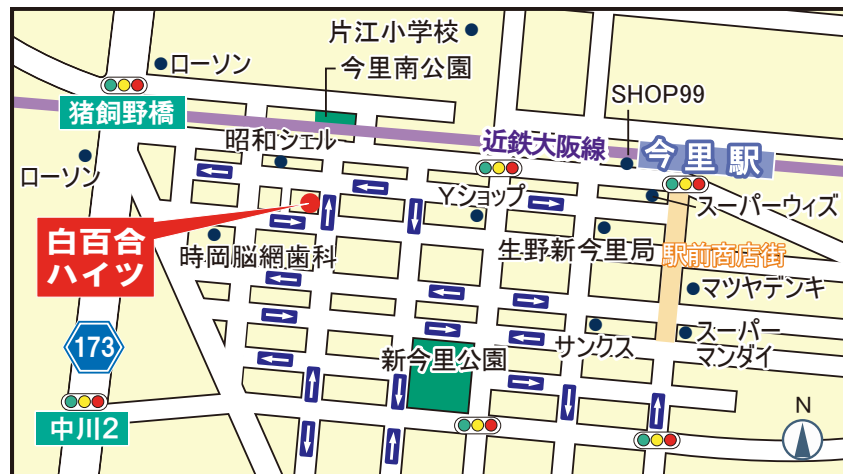 片江小学校
ローソン
今里南公園
SHOP99
猪飼野橋
昭和シェル
近鉄大阪線
今里駅
ローソン
Y.ショップ
スーパーウィズ
白百合
ハイツ
時岡脳網歯科
生野新今里局
駅前商店街
マツヤデンキ
173
新今里公園
サンクス
スーパー
マンダイ
中川2
N